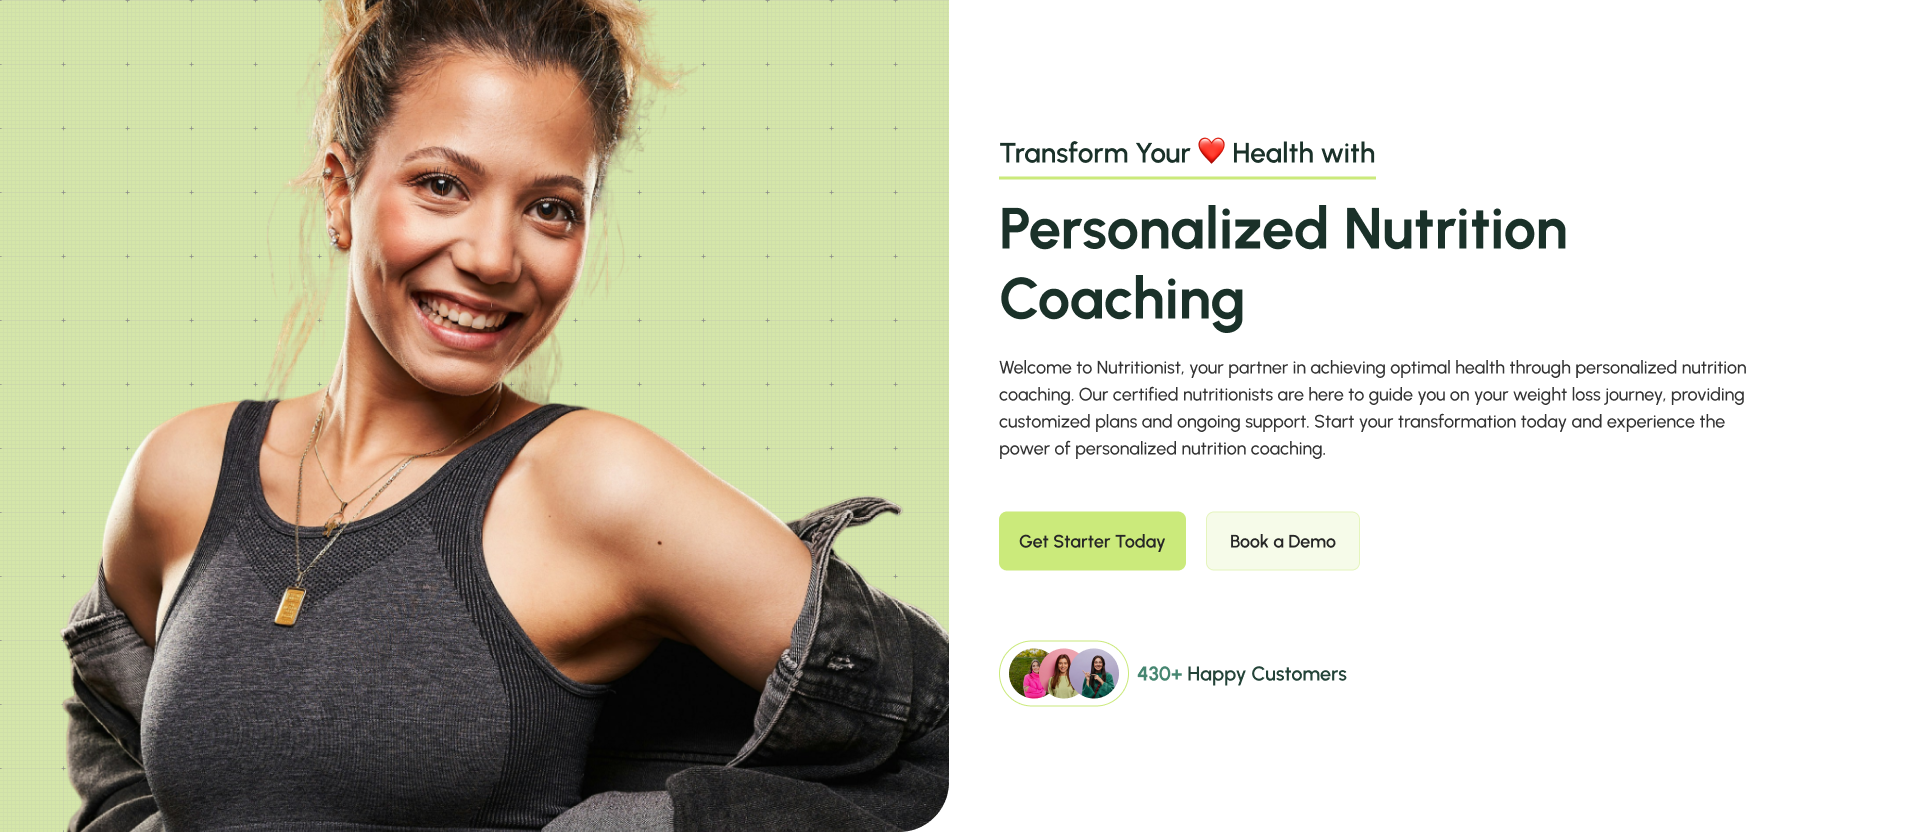 Transform Your ❤️ Health with
Personalized Nutrition
Coaching
Welcome to Nutritionist, your partner in achieving optimal health through personalized nutrition
coaching. Our certified nutritionists are here to guide you on your weight loss journey, providing
customized plans and ongoing support. Start your transformation today and experience the
power of personalized nutrition coaching.
Get Starter Today
Book a Demo
430+ Happy Customers